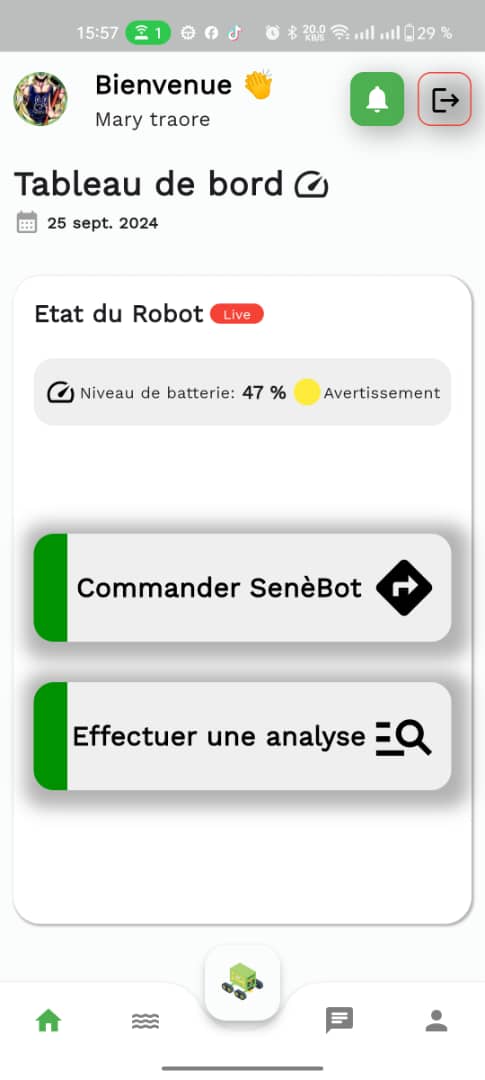 15:57 1 20.0 KB/S 29 %
Bienvenue 👏
Mary traore
Tableau de bord
25 sept. 2024
Etat du Robot Live
Niveau de batterie: 47 % Avertissement
Commander SenèBot
Effectuer une analyse